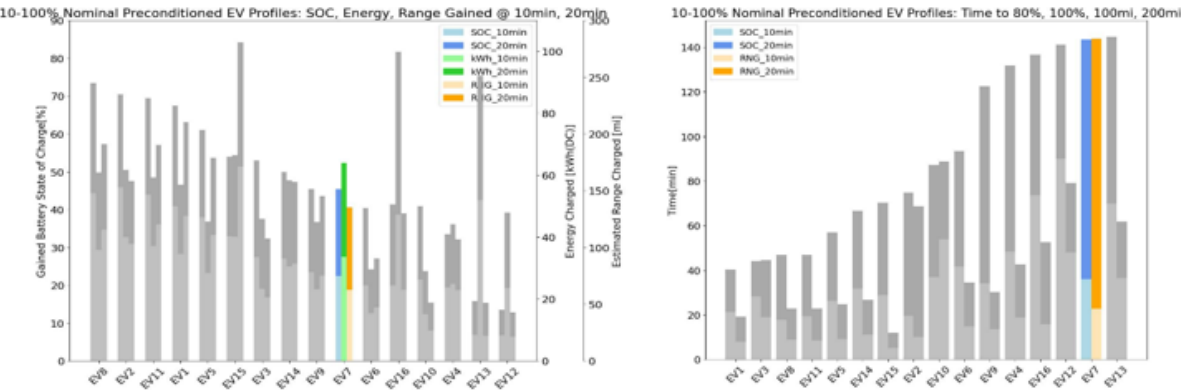 10-100% Nominal Preconditioned EV Profiles: SOC, Energy, Range Gained @ 10min, 20min
Gained Battery State of Charge[%]
90
80
70
60
50
40
30
20
10
0
SOC_10min
SOC_20min
kWh_10min
kWh_20min
RNG_10min
RNG_20min
100
80
60
40
20
0
Energy Charged [kWh(DC)]
300
250
200
150
100
50
0
Estimated Range Charged [mi]
EV8 EV2 EV11 EV1 EV5 EV15 EV3 EV14 EV9 EV7 EV6 EV16 EV10 EV4 EV13 EV12
10-100% Nominal Preconditioned EV Profiles: Time to 80%, 100%, 100mi, 200mi
Time[min]
140
120
100
80
60
40
20
0
SOC_10min
SOC_20min
RNG_10min
RNG_20min
EV1 EV3 EV8 EV11 EV5 EV14 EV15 EV2 EV10 EV6 EV9 EV4 EV16 EV12 EV7 EV13